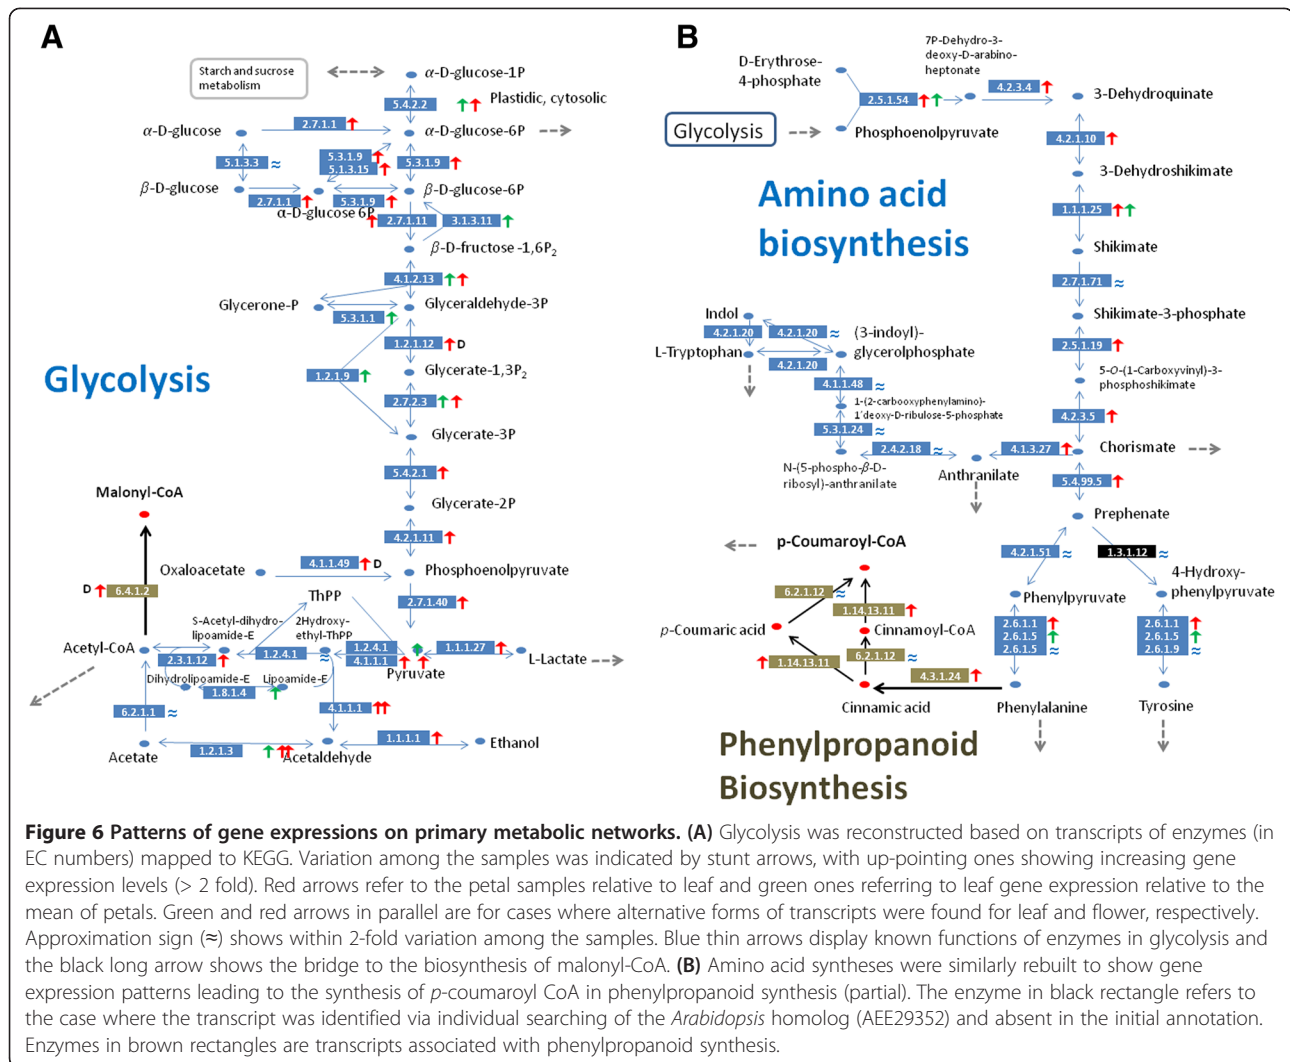 A
Starch and sucrose
metabolism
α-D-glucose-1P
5.4.2.2
Plastidic, cytosolic
α-D-glucose
2.7.1.1
α-D-glucose-6P
5.1.3.3 ≈
5.3.1.9
5.1.3.15
5.3.1.9
β-D-glucose
2.7.1.1
5.3.1.9
β-D-glucose-6P
α-D-glucose 6P
2.7.1.11
3.1.3.11
β-D-fructose-1,6P2
4.1.2.13
Glycerone-P
Glyceraldehyde-3P
5.3.1.1
1.2.1.12 D
Glycolysis
1.2.1.9
Glycerate-1,3P2
2.7.2.3
Glycerate-3P
5.4.2.1
Malonyl-CoA
Glycerate-2P
4.2.1.11
Oxaloacetate
4.1.1.49 D
Phosphoenolpyruvate
D 6.4.1.2
ThPP
2.7.1.40
S-Acetyl-dihydro-
lipoamide-E
2Hydroxy-
ethyl-ThPP
Acetyl-CoA
2.3.1.12
1.2.4.1 ≈
1.2.4.1
4.1.1.1
Pyruvate
1.1.1.27
L-Lactate
Dihydrolipoamide-E
Lipoamide-E
1.8.1.4
6.2.1.1 ≈
4.1.1.1
Acetate
1.2.1.3
Acetaldehyde
1.1.1.1
Ethanol
B
D-Erythrose-
4-phosphate
7P-Dehydro-3-
deoxy-D-arabino-
heptonate
2.5.1.54
4.2.3.4
3-Dehydroquinate
Glycolysis
Phosphoenolpyruvate
4.2.1.10
3-Dehydroshikimate
Amino acid
biosynthesis
1.1.1.25
Shikimate
2.7.1.71 ≈
Indol
Shikimate-3-phosphate
4.2.1.20
4.2.1.20 ≈
(3-indoyl)-
glycerolphosphate
L-Tryptophan
4.2.1.20
2.5.1.19
4.1.1.48 ≈
5-O-(1-Carboxyvinyl)-3-
phosphoshikimate
1-(2-carbooxyphenylamino)-
1'deoxy-D-ribulose-5-phosphate
4.2.3.5
5.3.1.24 ≈
2.4.2.18 ≈
4.1.3.27
Chorismate
N-(5-phospho-β-D-
ribosyl)-anthranilate
Anthranilate
5.4.99.5
Prephenate
p-Coumaroyl-CoA
4.2.1.51 ≈
1.3.1.12 ≈
6.2.1.12 ≈
4-Hydroxy-
phenylpyruvate
1.14.13.11
Phenylpyruvate
p-Coumaric acid
Cinnamoyl-CoA
2.6.1.1
2.6.1.5
2.6.1.5 ≈
2.6.1.1
2.6.1.5
2.6.1.9 ≈
1.14.13.11
6.2.1.12 ≈
4.3.1.24
Cinnamic acid
Phenylalanine
Tyrosine
Phenylpropanoid
Biosynthesis
Figure 6 Patterns of gene expressions on primary metabolic networks. (A) Glycolysis was reconstructed based on transcripts of enzymes (in
EC numbers) mapped to KEGG. Variation among the samples was indicated by stunt arrows, with up-pointing ones showing increasing gene
expression levels (> 2 fold). Red arrows refer to the petal samples relative to leaf and green ones referring to leaf gene expression relative to the
mean of petals. Green and red arrows in parallel are for cases where alternative forms of transcripts were found for leaf and flower, respectively.
Approximation sign (≈) shows within 2-fold variation among the samples. Blue thin arrows display known functions of enzymes in glycolysis and
the black long arrow shows the bridge to the biosynthesis of malonyl-CoA. (B) Amino acid syntheses were similarly rebuilt to show gene
expression patterns leading to the synthesis of p-coumaroyl CoA in phenylpropanoid synthesis (partial). The enzyme in black rectangle refers to
the case where the transcript was identified via individual searching of the Arabidopsis homolog (AEE29352) and absent in the initial annotation.
Enzymes in brown rectangles are transcripts associated with phenylpropanoid synthesis.